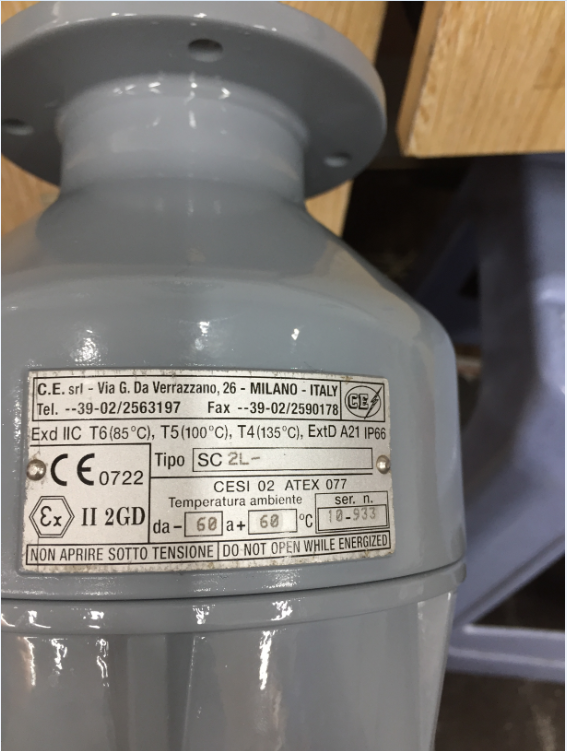 C.E. srl - Via G. Da Verrazzano, 26 - MILANO - ITALY
Tel. --39-02/2563197 Fax --39-02/2590178
CE
Exd IIC T6(85°C), T5(100°C), T4(135°C), ExtD A21 IP66
CE 0722
Tipo SC 2L-
CESI 02 ATEX 077
Ex II 2GD
Temperatura ambiente
da - 60 a + 60 °C
ser. n.
10-933
NON APRIRE SOTTO TENSIONE DO NOT OPEN WHILE ENERGIZED